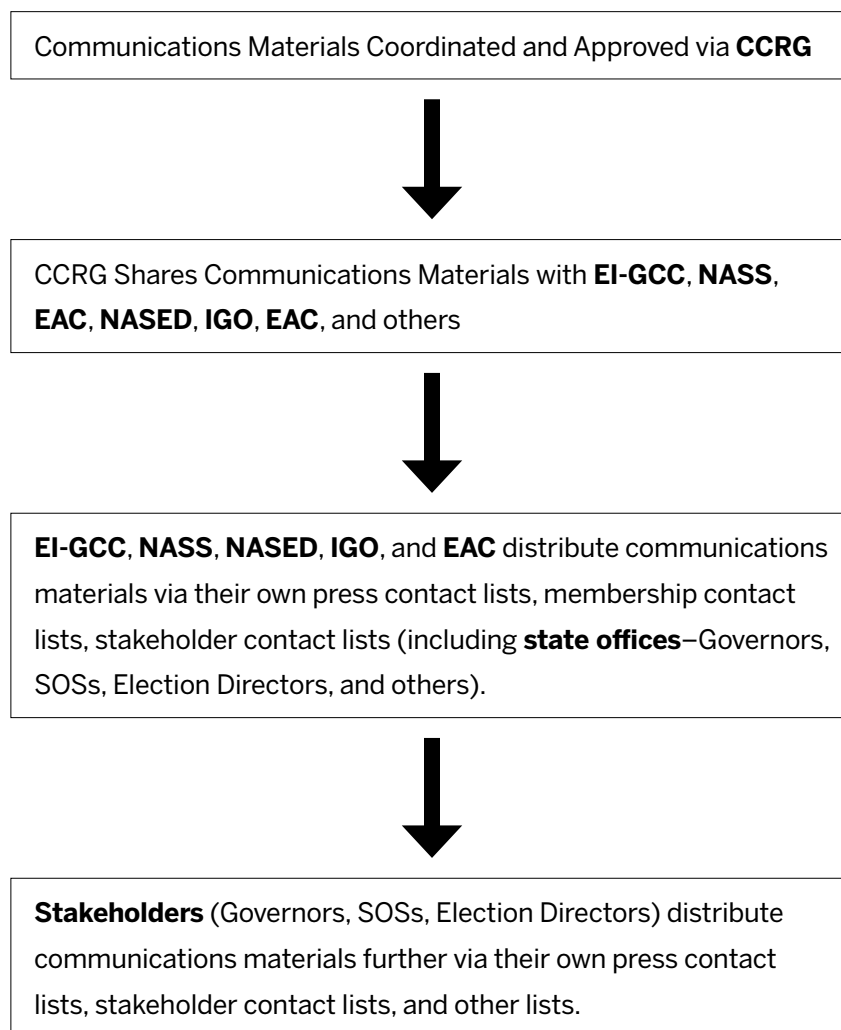 Communications Materials Coordinated and Approved via CCRG
CCRG Shares Communications Materials with EI-GCC, NASS,
EAC, NASED, IGO, EAC, and others
EI-GCC, NASS, NASED, IGO, and EAC distribute communications
materials via their own press contact lists, membership contact
lists, stakeholder contact lists (including state offices–Governors,
SOSs, Election Directors, and others).
Stakeholders (Governors, SOSs, Election Directors) distribute
communications materials further via their own press contact
lists, stakeholder contact lists, and other lists.